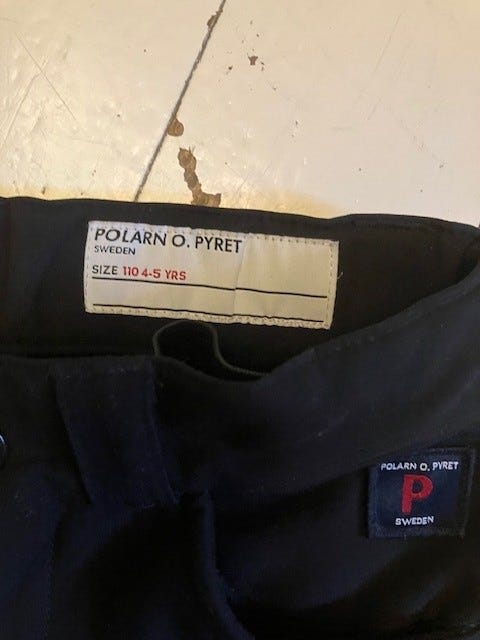 POLARN O. PYRET
SWEDEN
SIZE 110 4-5 YRS
POLARN O. PYRET
P
SWEDEN